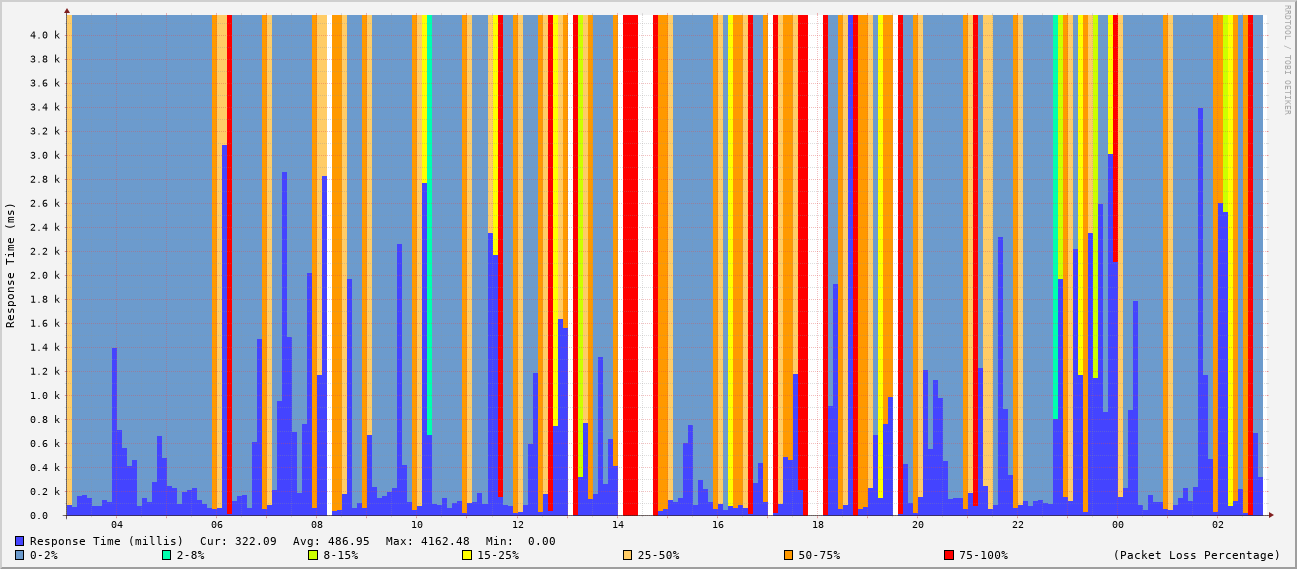 RRDTOOL / TOBI OETIKER
Response Time (ms)
4.0 k
3.8 k
3.6 k
3.4 k
3.2 k
3.0 k
2.8 k
2.6 k
2.4 k
2.2 k
2.0 k
1.8 k
1.6 k
1.4 k
1.2 k
1.0 k
0.8 k
0.6 k
0.4 k
0.2 k
0.0
04 06 08 10 12 14 16 18 20 22 00 02
Response Time (millis) Cur: 322.09 Avg: 486.95 Max: 4162.48 Min: 0.00
0-2% 2-8% 8-15% 15-25% 25-50% 50-75% 75-100% (Packet Loss Percentage)